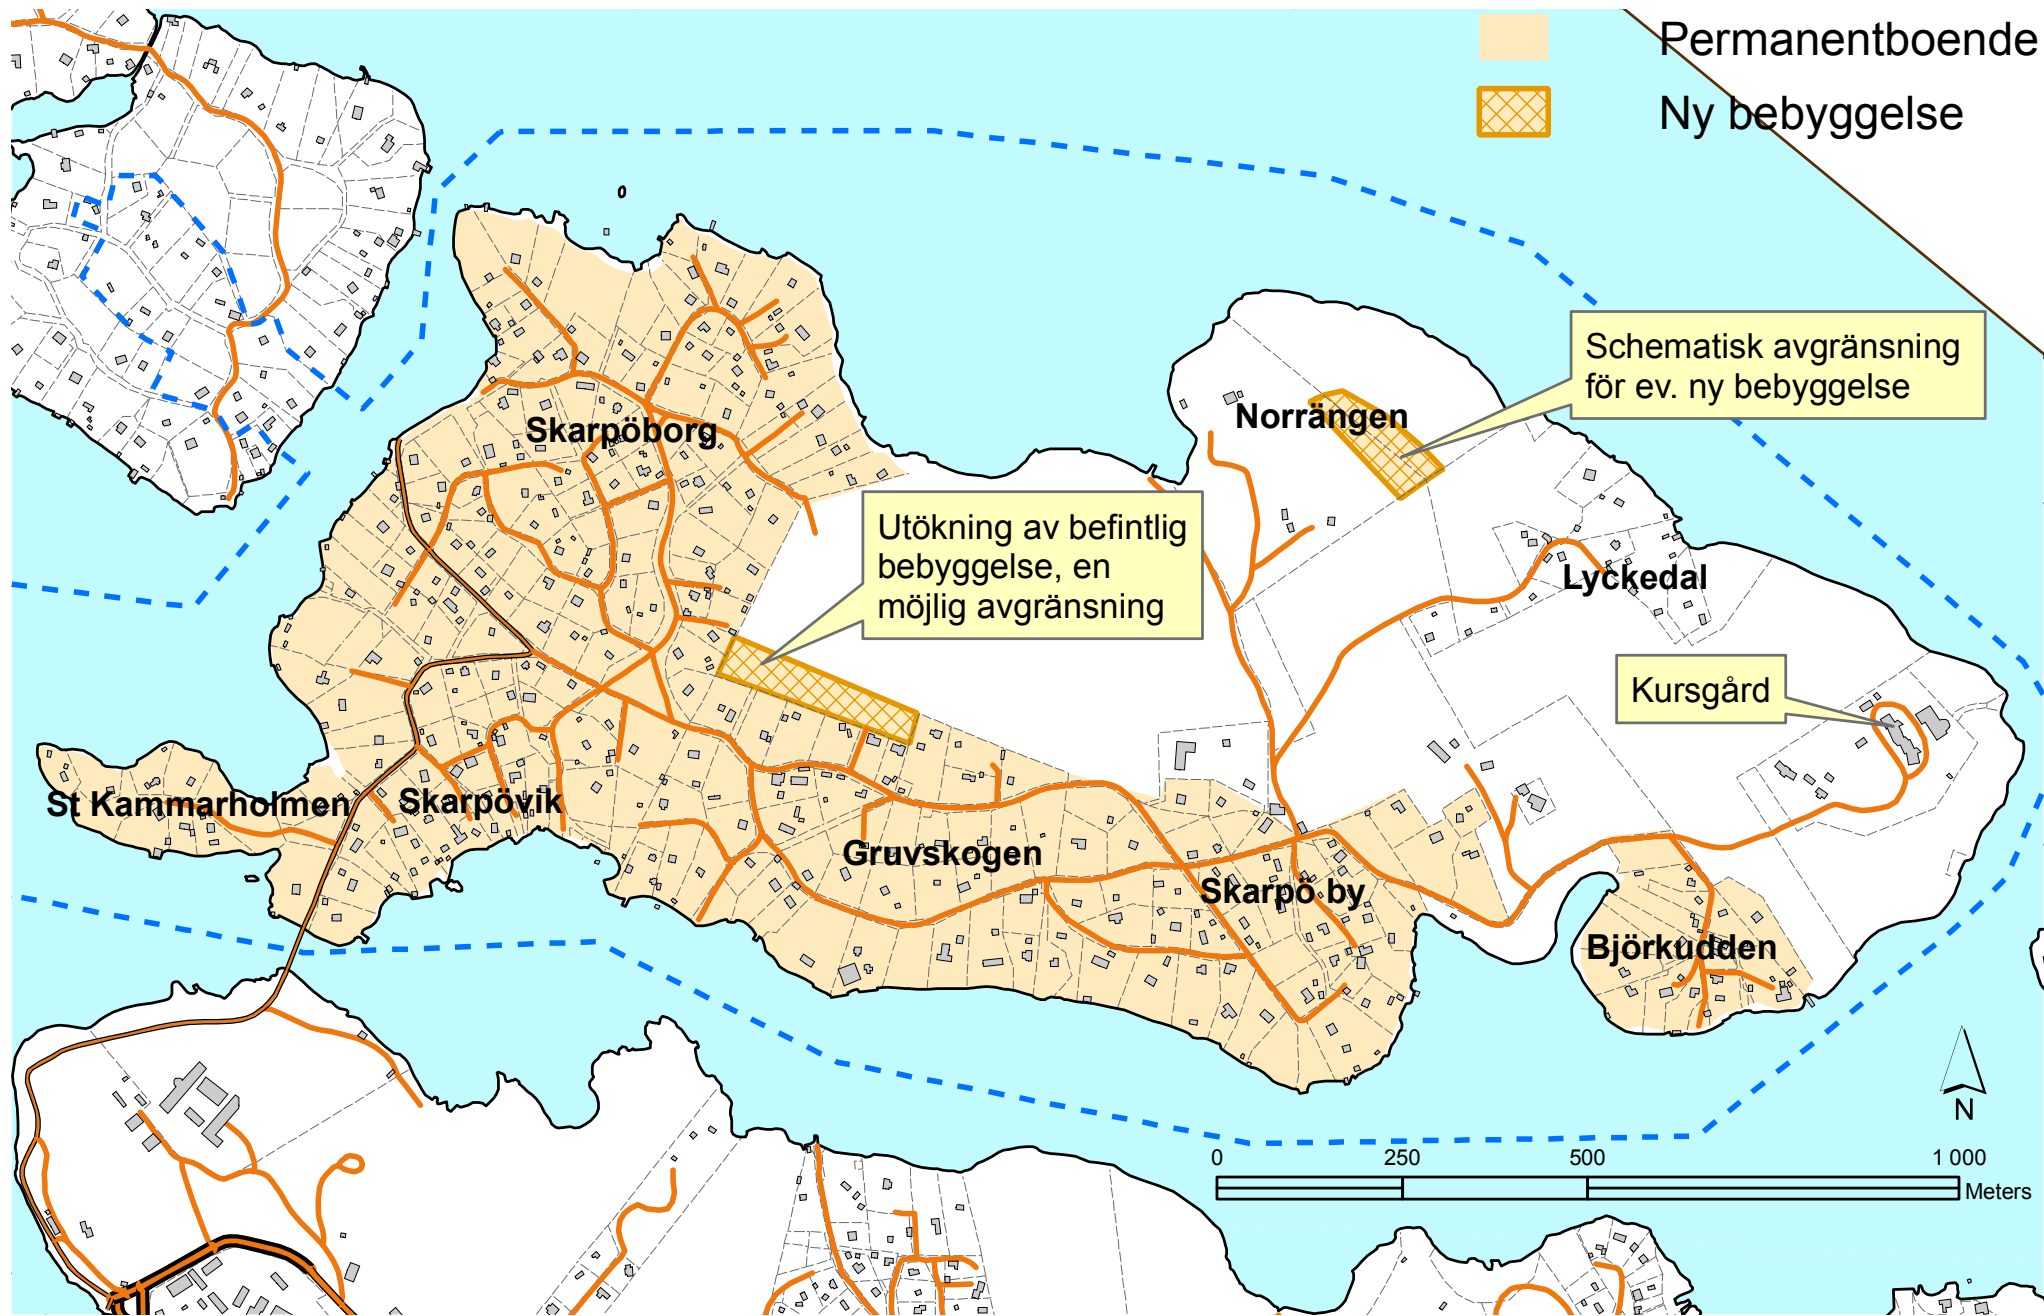 Permanentboende
Ny bebyggelse
Schematisk avgränsning
för ev. ny bebyggelse
Norrängen
Skarpöborg
Utökning av befintlig
bebyggelse, en
möjlig avgränsning
Lyckedal
Kursgård
St Kammarholmen
Skarpövik
Gruvskogen
Skarpö by
Björkudden
N
0 250 500 1 000
Meters